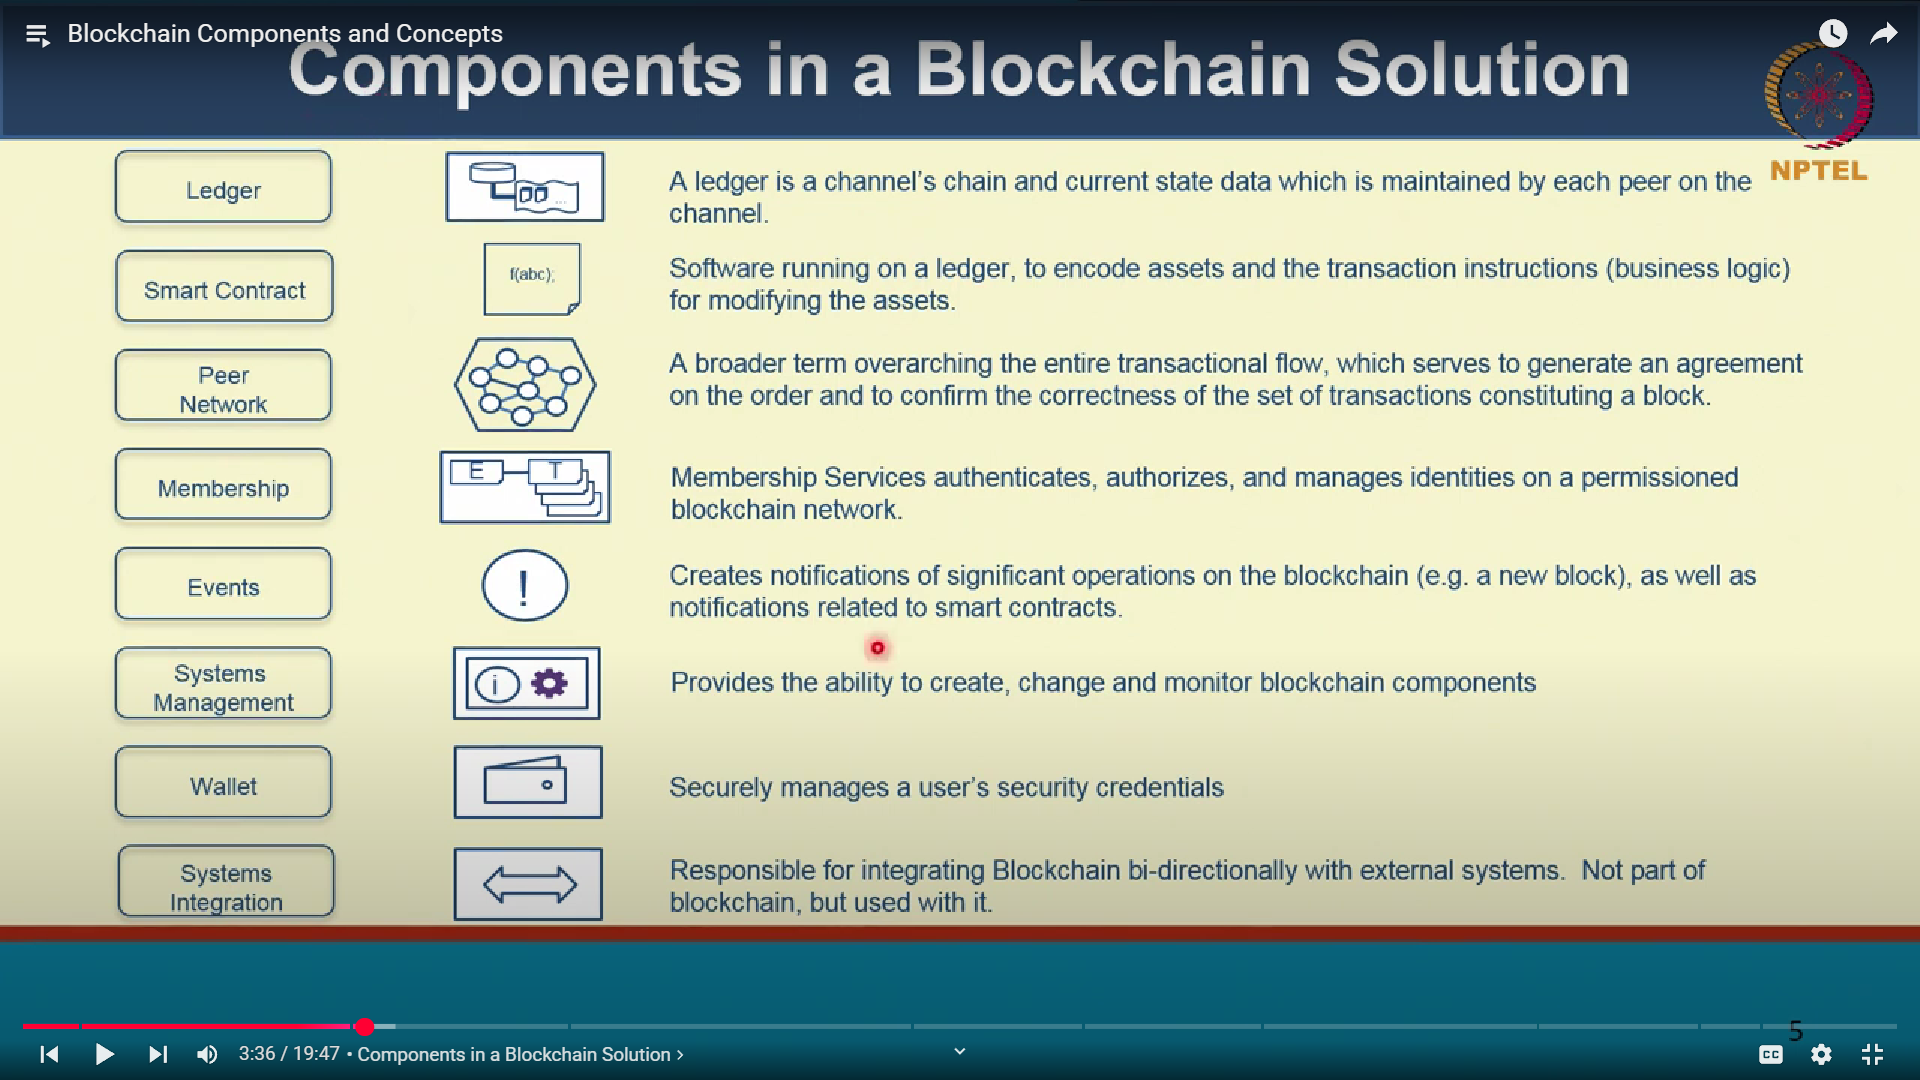 Blockchain Components and Concepts
Components in a Blockchain Solution
NPTEL
Ledger
A ledger is a channel’s chain and current state data which is maintained by each peer on the
channel.
Smart Contract
f(abc);
Software running on a ledger, to encode assets and the transaction instructions (business logic)
for modifying the assets.
Peer
Network
A broader term overarching the entire transactional flow, which serves to generate an agreement
on the order and to confirm the correctness of the set of transactions constituting a block.
Membership
E T
Membership Services authenticates, authorizes, and manages identities on a permissioned
blockchain network.
Events
!
Creates notifications of significant operations on the blockchain (e.g. a new block), as well as
notifications related to smart contracts.
Systems
Management
i
Provides the ability to create, change and monitor blockchain components
Wallet
Securely manages a user’s security credentials
Systems
Integration
Responsible for integrating Blockchain bi-directionally with external systems.  Not part of
blockchain, but used with it.
5
3:36 / 19:47 • Components in a Blockchain Solution ›
CC